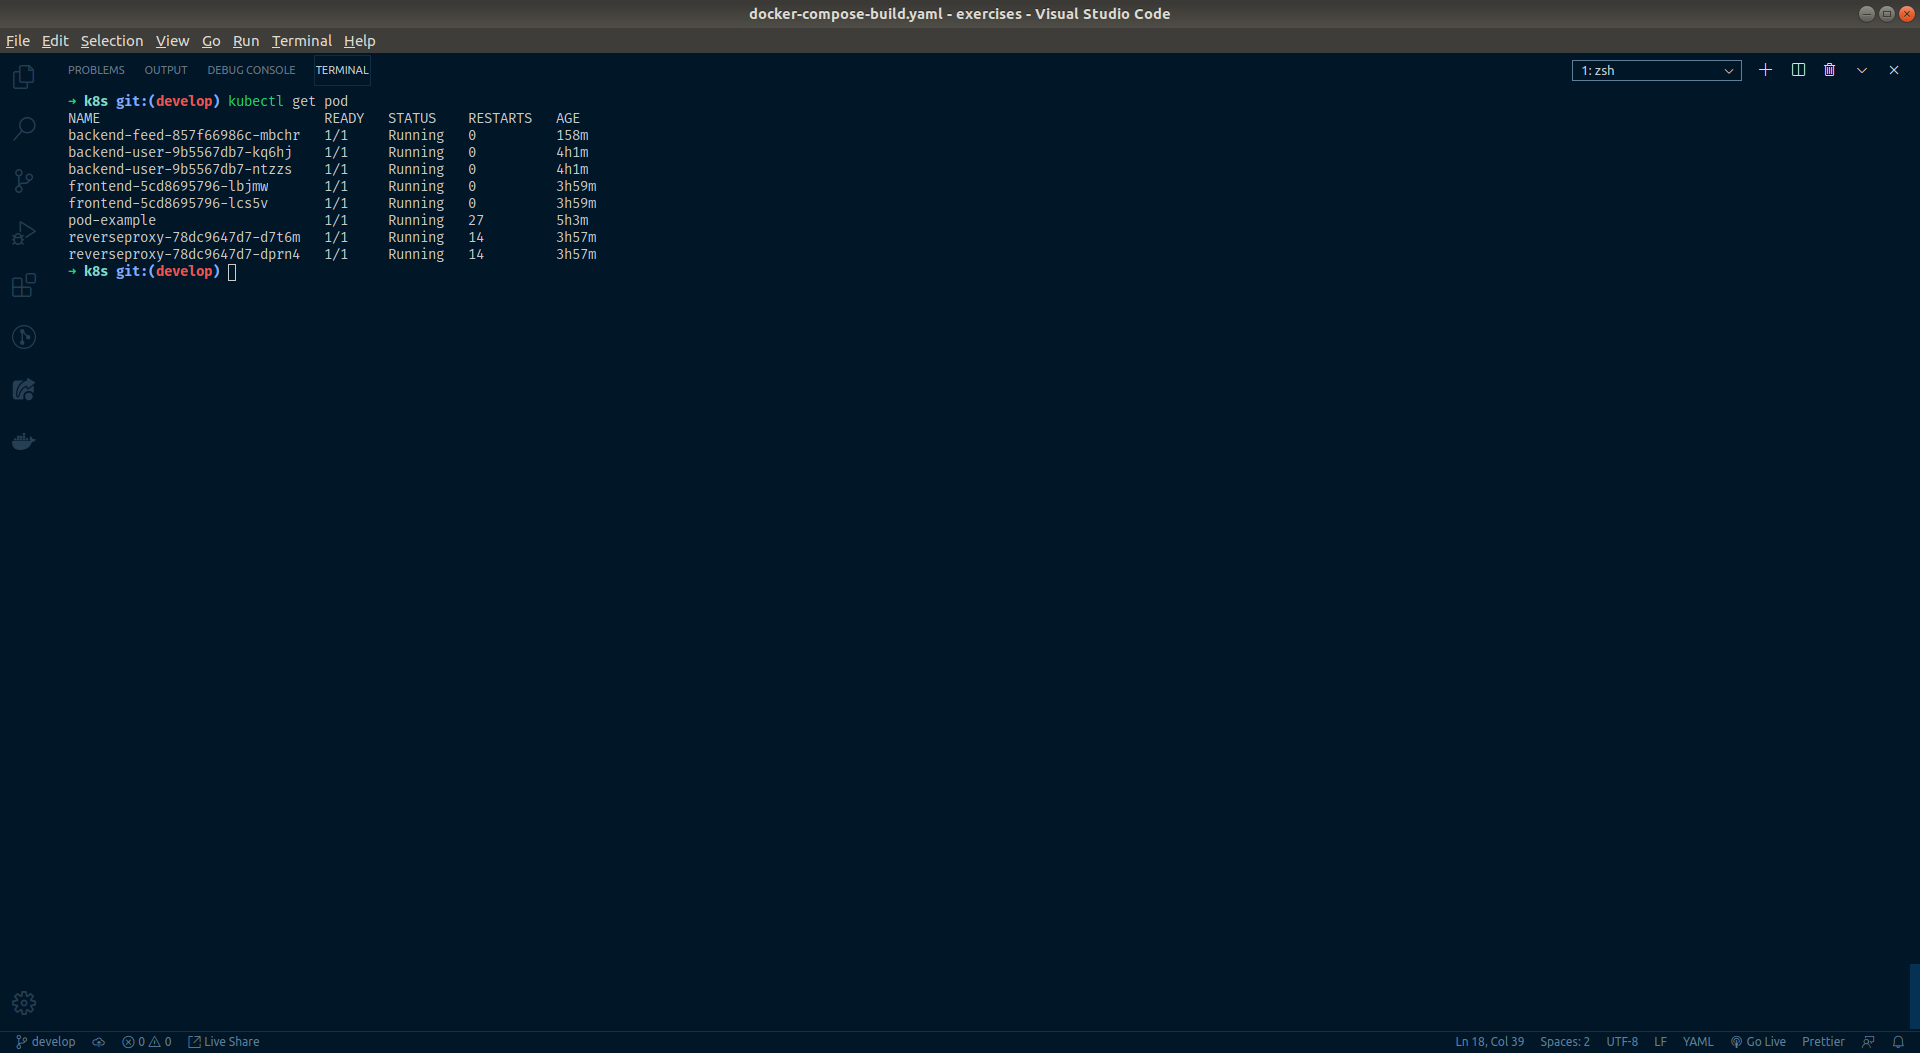 docker-compose-build.yaml - exercises - Visual Studio Code
File Edit Selection View Go Run Terminal Help
PROBLEMS OUTPUT DEBUG CONSOLE TERMINAL 1: zsh
→ k8s git:(develop) kubectl get pod
NAME READY STATUS RESTARTS AGE
backend-feed-857f66986c-mbchr 1/1 Running 0 158m
backend-user-9b5567db7-kq6hj 1/1 Running 0 4h1m
backend-user-9b5567db7-ntzzs 1/1 Running 0 4h1m
frontend-5cd8695796-lbjmw 1/1 Running 0 3h59m
frontend-5cd8695796-lcs5v 1/1 Running 0 3h59m
pod-example 1/1 Running 27 5h3m
reverseproxy-78dc9647d7-d7t6m 1/1 Running 14 3h57m
reverseproxy-78dc9647d7-dprn4 1/1 Running 14 3h57m
→ k8s git:(develop)
develop 0 0 Live Share Ln 18, Col 39 Spaces: 2 UTF-8 LF YAML Go Live Prettier